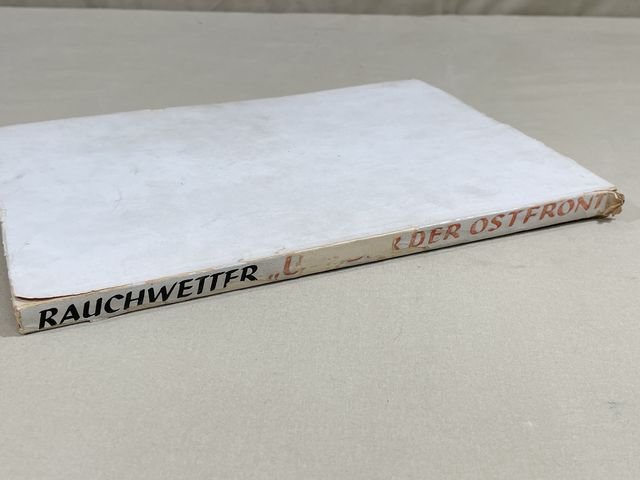 RAUCHWETTER „U DER OSTFRONT